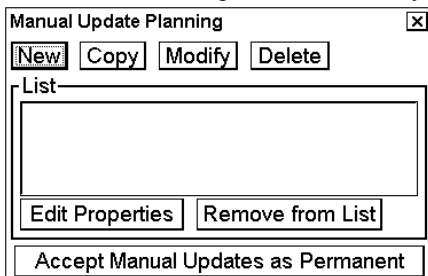 Manual Update Planning
New Copy Modify Delete
List
Edit Properties Remove from List
Accept Manual Updates as Permanent